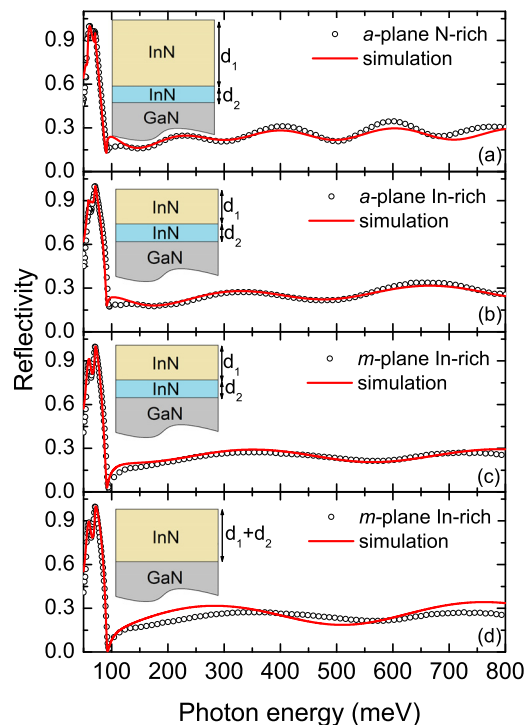 Reflectivity
0.9
0.6
0.3
0.0
InN
d1
InN
d2
GaN
a-plane N-rich
simulation
(a)
0.9
0.6
0.3
0.0
InN
d1
InN
d2
GaN
a-plane In-rich
simulation
(b)
0.9
0.6
0.3
0.0
InN
d1
InN
d2
GaN
m-plane In-rich
simulation
(c)
0.9
0.6
0.3
0.0
InN
d1+d2
GaN
m-plane In-rich
simulation
(d)
100 200 300 400 500 600 700 800
Photon energy (meV)